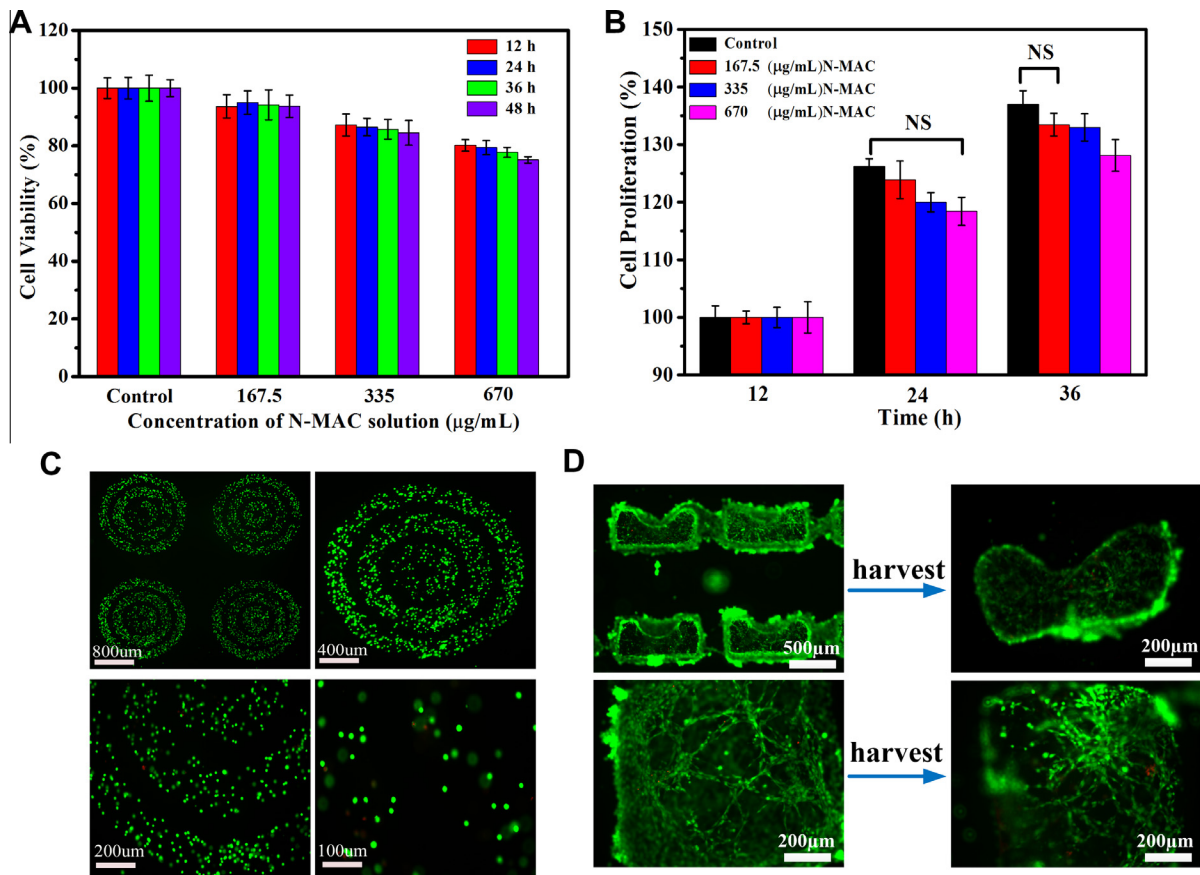 A
Cell Viability (%)
120
100
80
60
40
20
0
12 h
24 h
36 h
48 h
Control 167.5 335 670
Concentration of N-MAC solution (μg/mL)
B
Cell Proliferation (%)
150
140
130
120
110
100
90
Control
167.5 (μg/mL)N-MAC
335 (μg/mL)N-MAC
670 (μg/mL)N-MAC
NS
NS
12 24 36
Time (h)
C
800um
400um
200um
100um
D
500μm
harvest
200μm
200μm
harvest
200μm